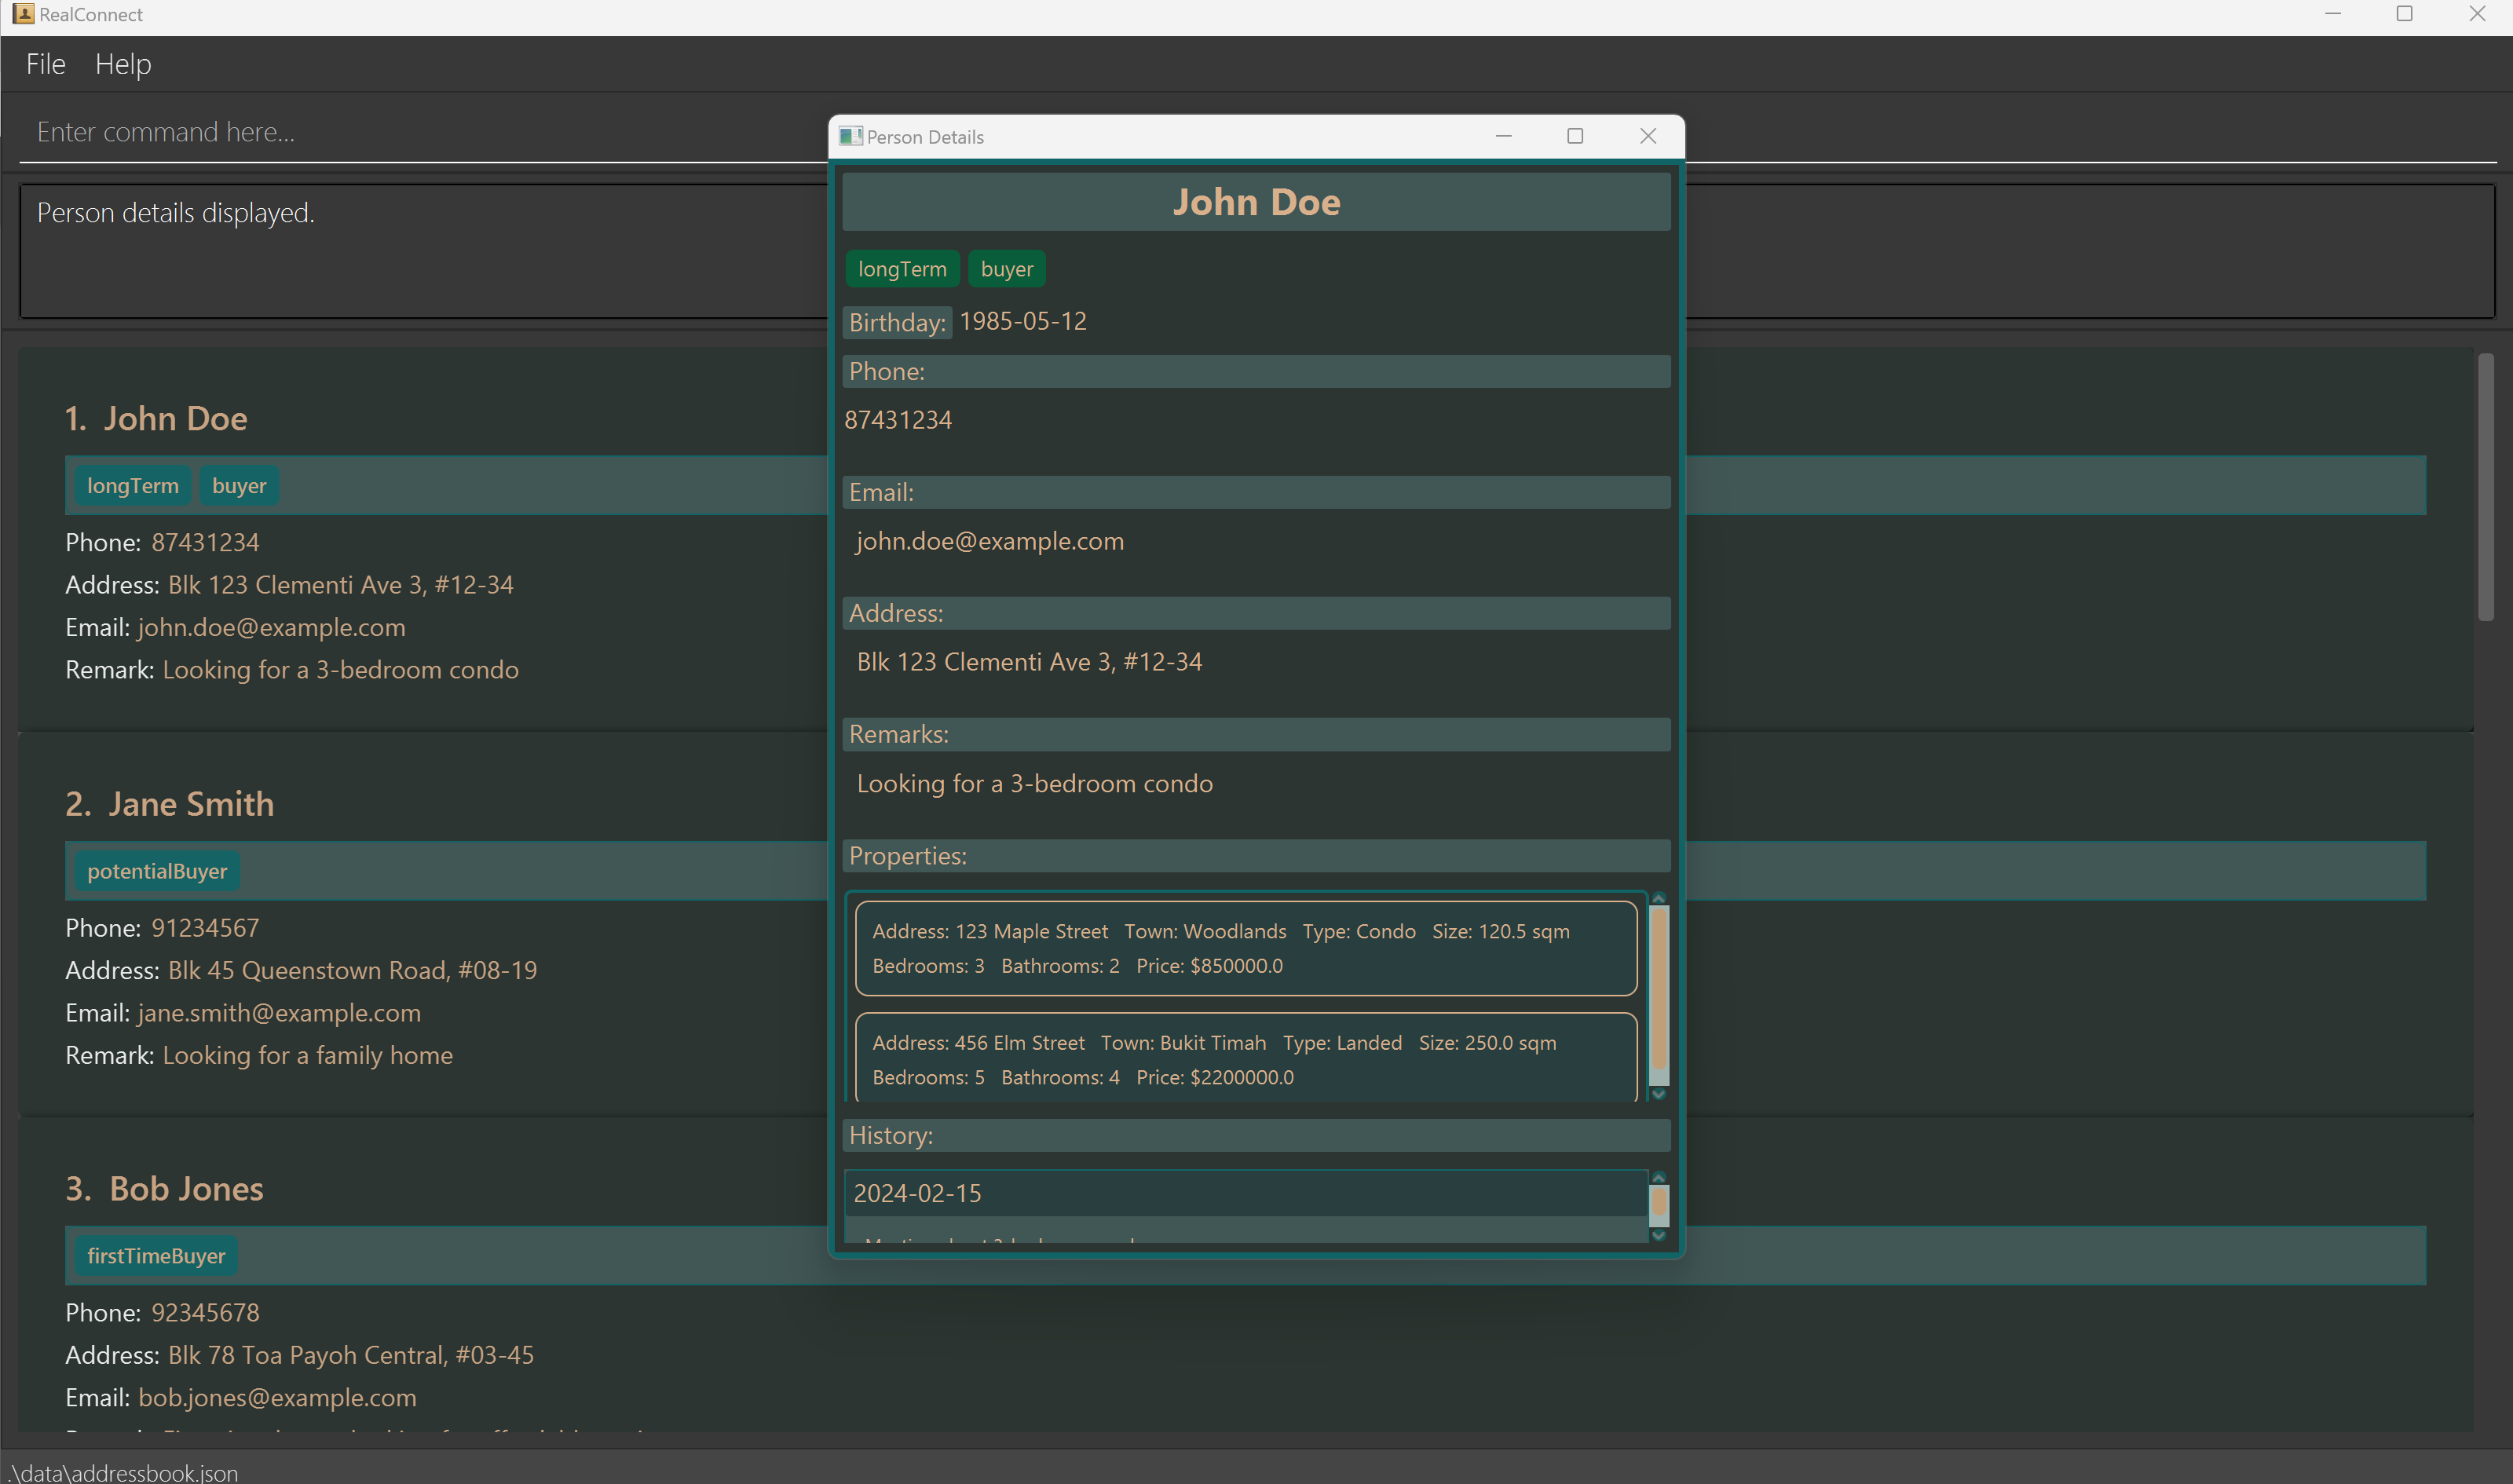 RealConnect
File Help
Enter command here...
Person details displayed.
1. John Doe
longTerm buyer
Phone: 87431234
Address: Blk 123 Clementi Ave 3, #12-34
Email: john.doe@example.com
Remark: Looking for a 3-bedroom condo
2. Jane Smith
potentialBuyer
Phone: 91234567
Address: Blk 45 Queenstown Road, #08-19
Email: jane.smith@example.com
Remark: Looking for a family home
3. Bob Jones
firstTimeBuyer
Phone: 92345678
Address: Blk 78 Toa Payoh Central, #03-45
Email: bob.jones@example.com
Person Details
John Doe
longTerm buyer
Birthday: 1985-05-12
Phone:
87431234
Email:
john.doe@example.com
Address:
Blk 123 Clementi Ave 3, #12-34
Remarks:
Looking for a 3-bedroom condo
Properties:
Address: 123 Maple Street Town: Woodlands Type: Condo Size: 120.5 sqm
Bedrooms: 3 Bathrooms: 2 Price: $850000.0
Address: 456 Elm Street Town: Bukit Timah Type: Landed Size: 250.0 sqm
Bedrooms: 5 Bathrooms: 4 Price: $2200000.0
History:
2024-02-15
.\data\addressbook.json